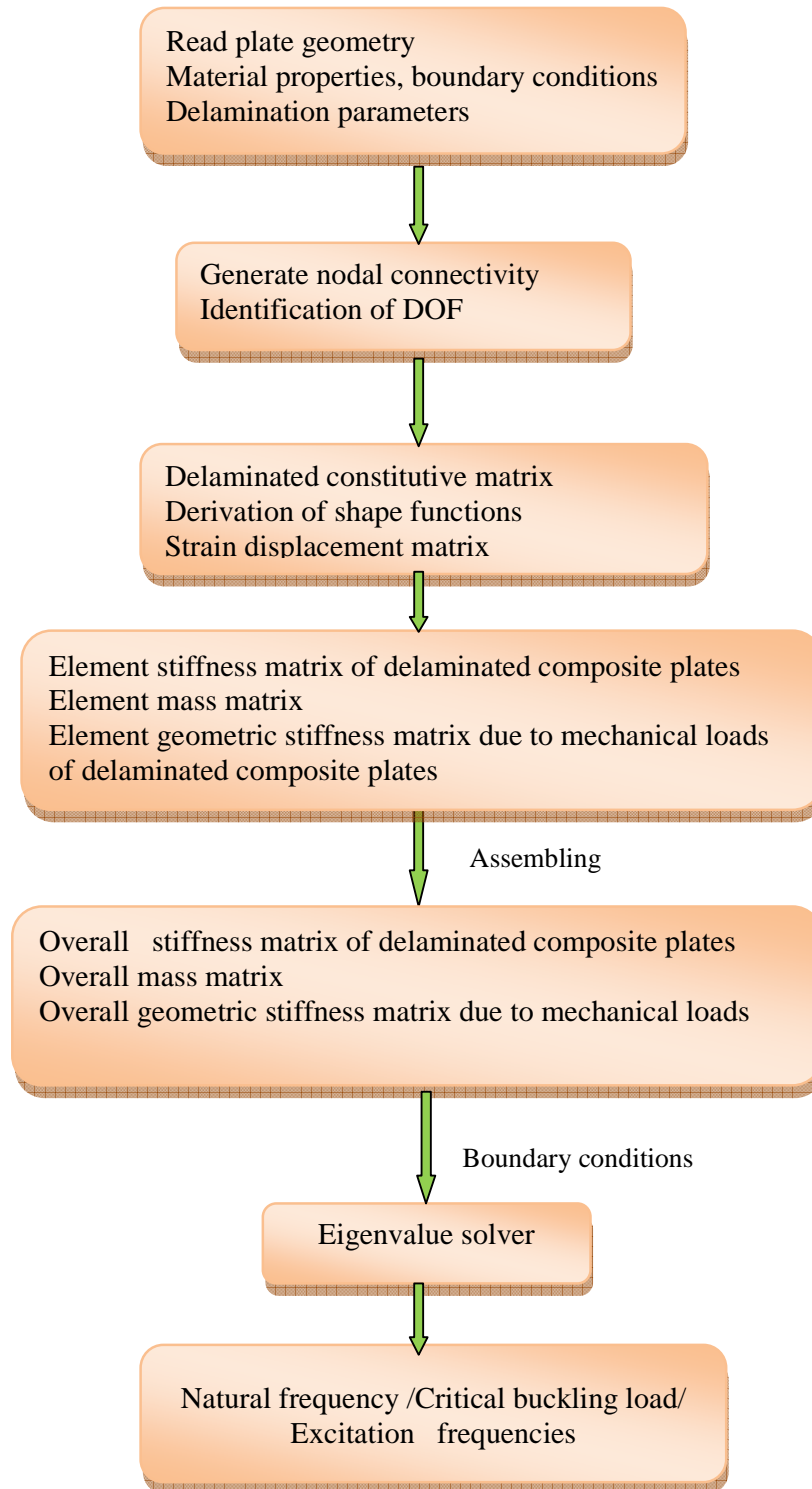 Read plate geometry
Material properties, boundary conditions
Delamination parameters
Generate nodal connectivity
Identification of DOF
Delaminated constitutive matrix
Derivation of shape functions
Strain displacement matrix
Element stiffness matrix of delaminated composite plates
Element mass matrix
Element geometric stiffness matrix due to mechanical loads
of delaminated composite plates
Assembling
Overall stiffness matrix of delaminated composite plates
Overall mass matrix
Overall geometric stiffness matrix due to mechanical loads
Boundary conditions
Eigenvalue solver
Natural frequency /Critical buckling load/
Excitation frequencies